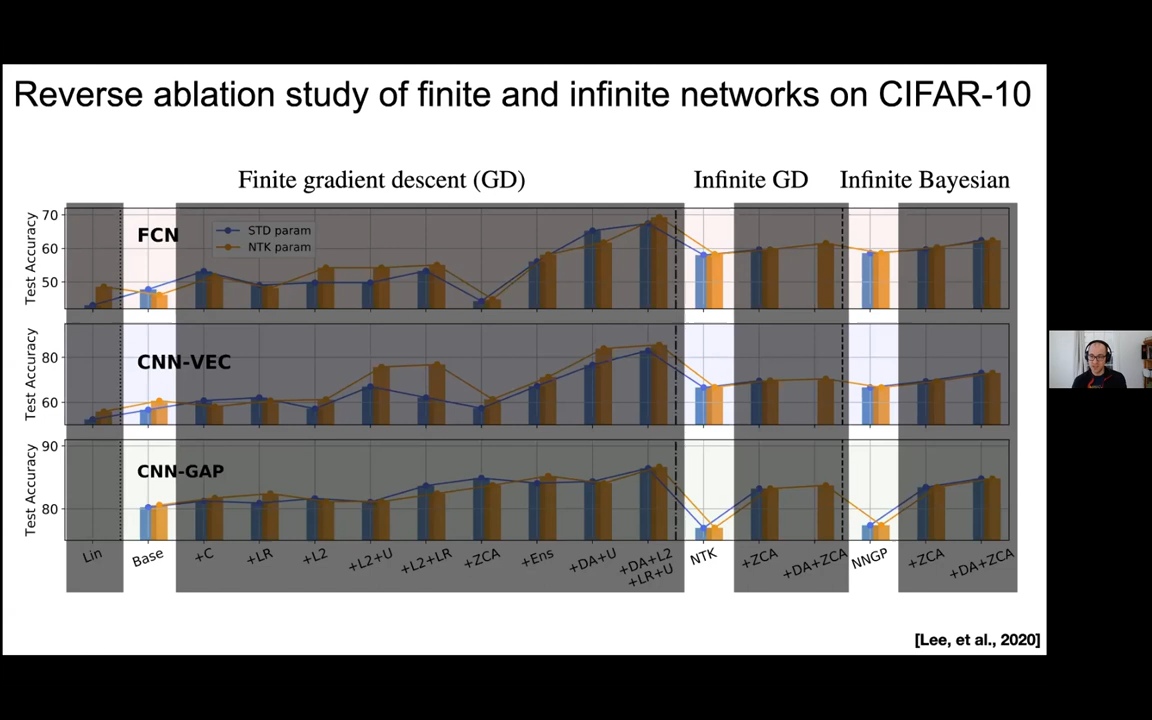 Reverse ablation study of finite and infinite networks on CIFAR-10
Finite gradient descent (GD)
Infinite GD
Infinite Bayesian
Test Accuracy
70
60
50
FCN
STD param
NTK param
Test Accuracy
80
60
CNN-VEC
Test Accuracy
90
80
CNN-GAP
Lin
Base
+C
+LR
+L2
+L2+U
+L2+LR
+ZCA
+Ens
+DA+U
+DA+L2
+LR+U
NTK
+ZCA
+DA+ZCA
NNGP
+ZCA
+DA+ZCA
[Lee, et al., 2020]